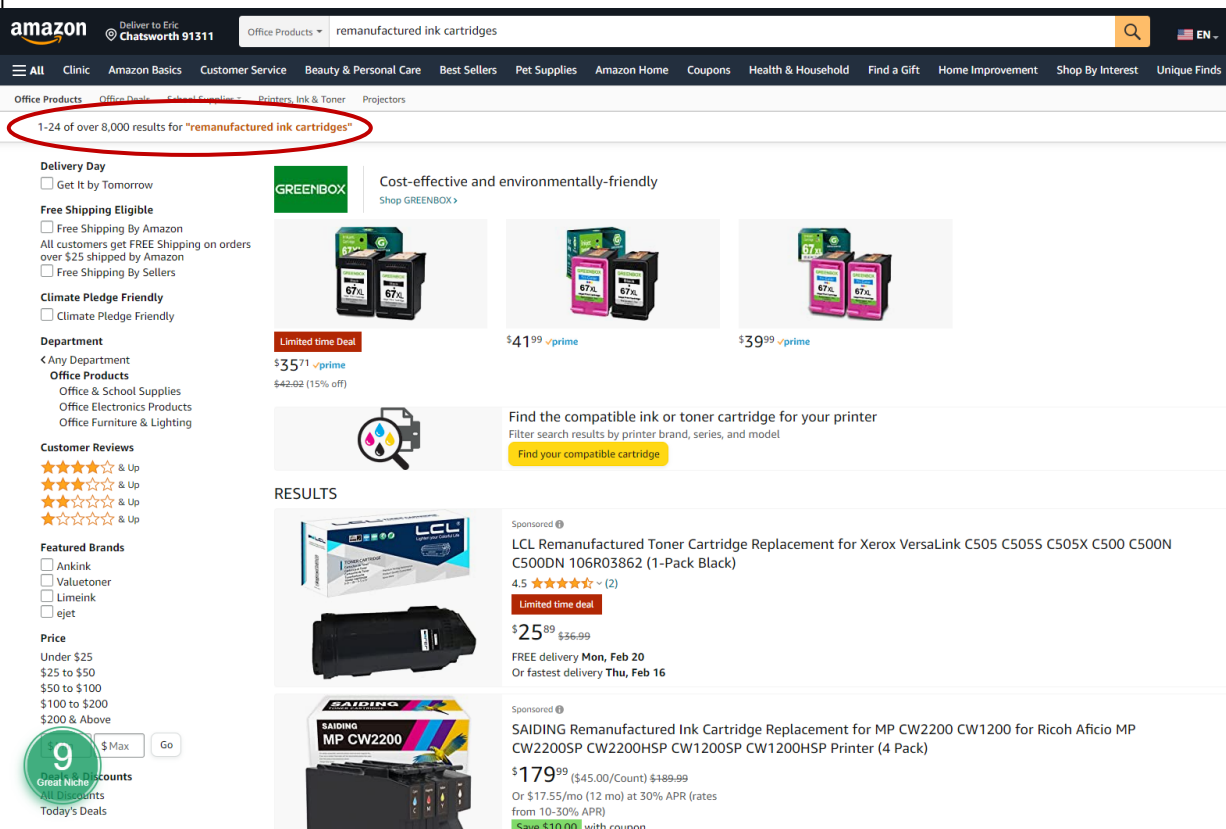 amazon
Deliver to Eric
Chatsworth 91311
Office Products
remanufactured ink cartridges
EN
All Clinic Amazon Basics Customer Service Beauty & Personal Care Best Sellers Pet Supplies Amazon Home Coupons Health & Household Find a Gift Home Improvement Shop By Interest Unique Finds
Office Products Office Deals School Supplies Printers, Ink & Toner Projectors
1-24 of over 8,000 results for "remanufactured ink cartridges"
Delivery Day
Get It by Tomorrow
Free Shipping Eligible
Free Shipping By Amazon
All customers get FREE Shipping on orders
over $25 shipped by Amazon
Free Shipping By Sellers
Climate Pledge Friendly
Climate Pledge Friendly
Department
Any Department
Office Products
Office & School Supplies
Office Electronics Products
Office Furniture & Lighting
Customer Reviews
& Up
& Up
& Up
& Up
Featured Brands
Ankink
Valuetoner
Limeink
ejet
Price
Under $25
$25 to $50
$50 to $100
$100 to $200
$200 & Above
$ Max Go
9
Great Niche
Deals & Discounts
All Discounts
Today's Deals
GREENBOX
Cost-effective and environmentally-friendly
Shop GREENBOX
67XL
67XL
67XL
67XL
67XL
67XL
Limited time Deal
$35.71 prime
$42.02 (15% off)
$41.99 prime
$39.99 prime
Find the compatible ink or toner cartridge for your printer
Filter search results by printer brand, series, and model
Find your compatible cartridge
RESULTS
LCL
TONER CARTRIDGE
Sponsored
LCL Remanufactured Toner Cartridge Replacement for Xerox VersaLink C505 C505S C505X C500 C500N
C500DN 106R03862 (1-Pack Black)
4.5 (2)
Limited time deal
$25.89 $36.99
FREE delivery Mon, Feb 20
Or fastest delivery Thu, Feb 16
SAIDING
TONER CARTRIDGE
SAIDING
MP CW2200
C M Y K
Sponsored
SAIDING Remanufactured Ink Cartridge Replacement for MP CW2200 CW1200 for Ricoh Aficio MP
CW2200SP CW2200HSP CW1200SP CW1200HSP Printer (4 Pack)
$179.99 ($45.00/Count) $189.99
Or $17.55/mo (12 mo) at 30% APR (rates
from 10-30% APR)
Save $10.00 with coupon